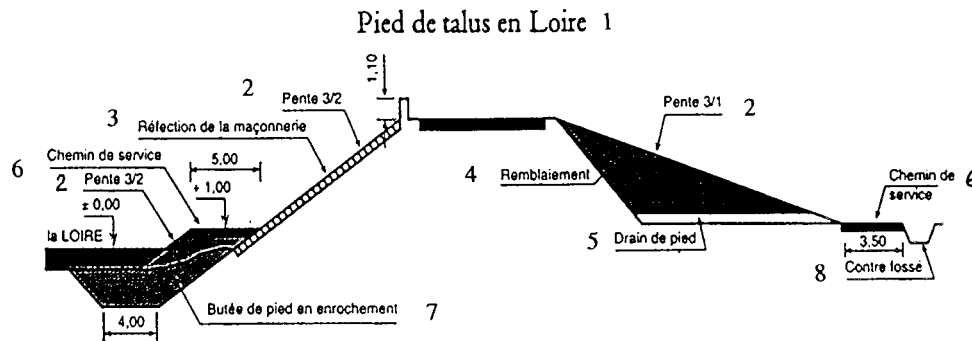 Pied de talus en Loire 1
1,10
2
Pente 3/2
Pente 3/1 2
3
Réfection de la maçonnerie
6
Chemin de service
5,00
4
Remblaiement
Chemin de service 6
2 Pente 3/2
+ 1,00
± 0,00
la LOIRE
5 Drain de pied
3,50
8 Contre fossé
Butée de pied en enrochement 7
4,00